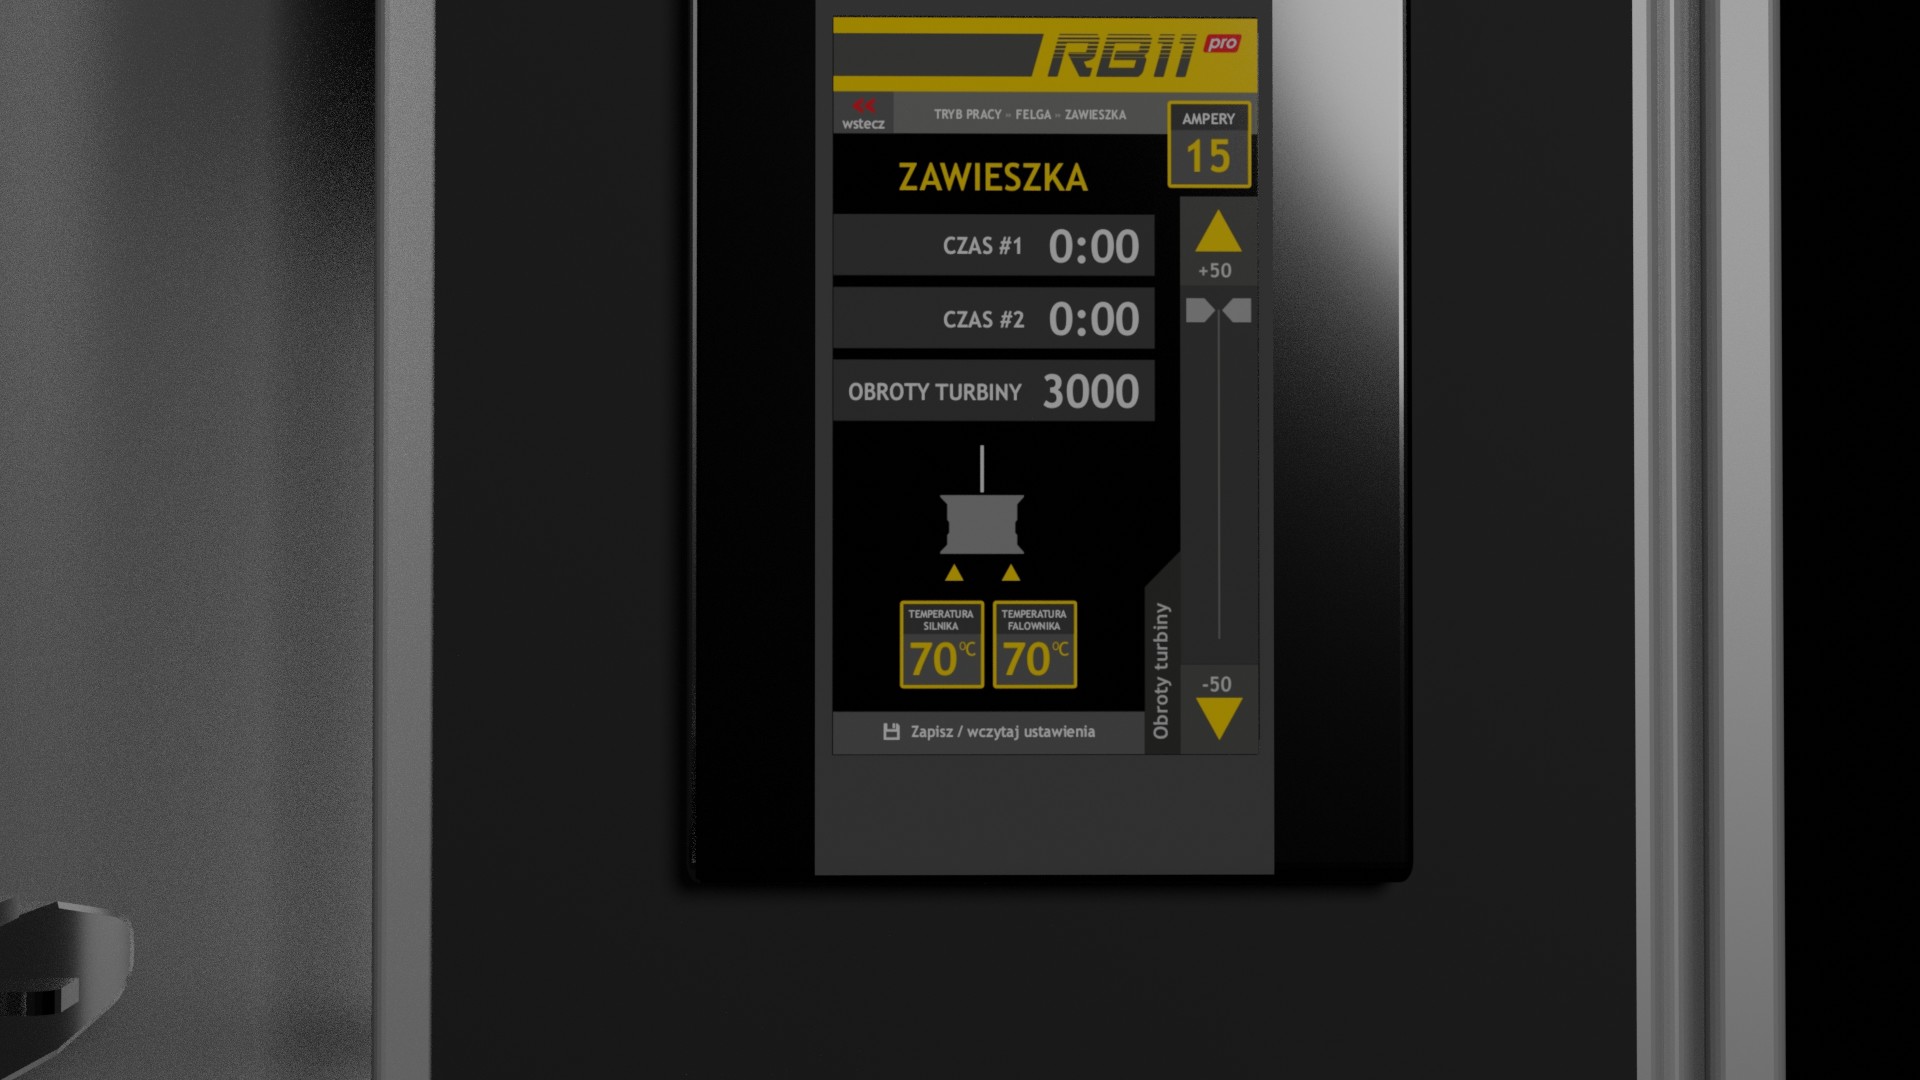 RB11 pro
wstecz
TRYB PRACY - FELGA - ZAWIESZKA
AMPERY
15
ZAWIESZKA
CZAS #1 0:00
CZAS #2 0:00
OBROTY TURBINY 3000
+50
-50
Obroty turbiny
TEMPERATURA
SILNIKA
70°C
TEMPERATURA
FALOWNIKA
70°C
Zapisz / wczytaj ustawienia